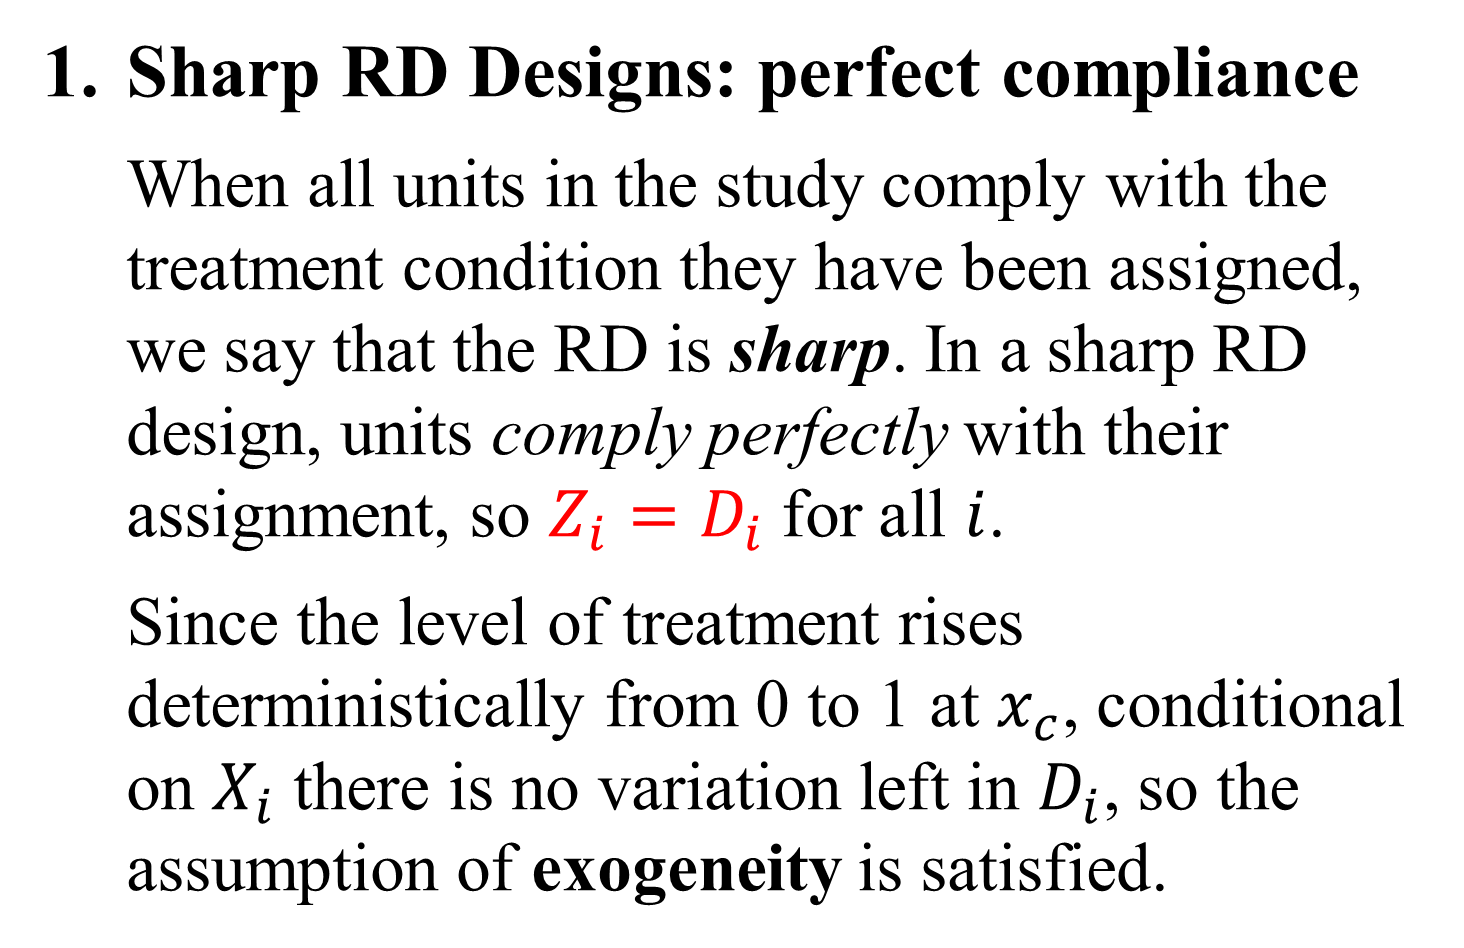 1. Sharp RD Designs: perfect compliance
When all units in the study comply with the
treatment condition they have been assigned,
we say that the RD is sharp. In a sharp RD
design, units comply perfectly with their
assignment, so Zᵢ = Dᵢ for all i.
Since the level of treatment rises
deterministically from 0 to 1 at x_c, conditional
on Xᵢ there is no variation left in Dᵢ, so the
assumption of exogeneity is satisfied.